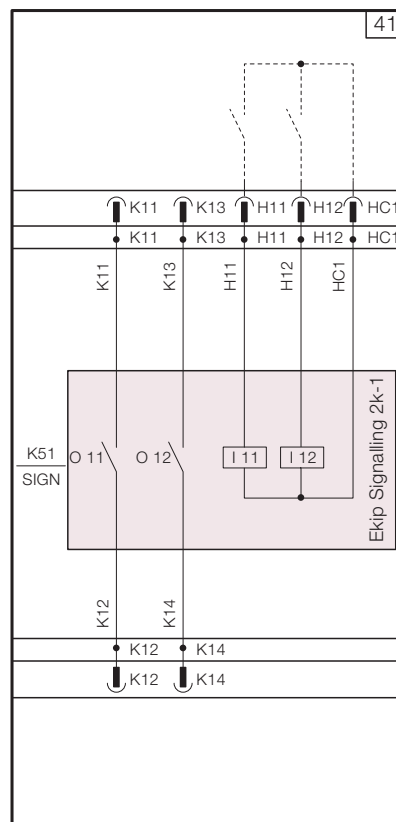 41
K11 K13 H11 H12 HC1
K11 K13 H11 H12 HC1
K11 K13 H11 H12 HC1
K51
SIGN
O 11 O 12 I 11 I 12
Ekip Signalling 2k-1
K12 K14
K12 K14
K12 K14